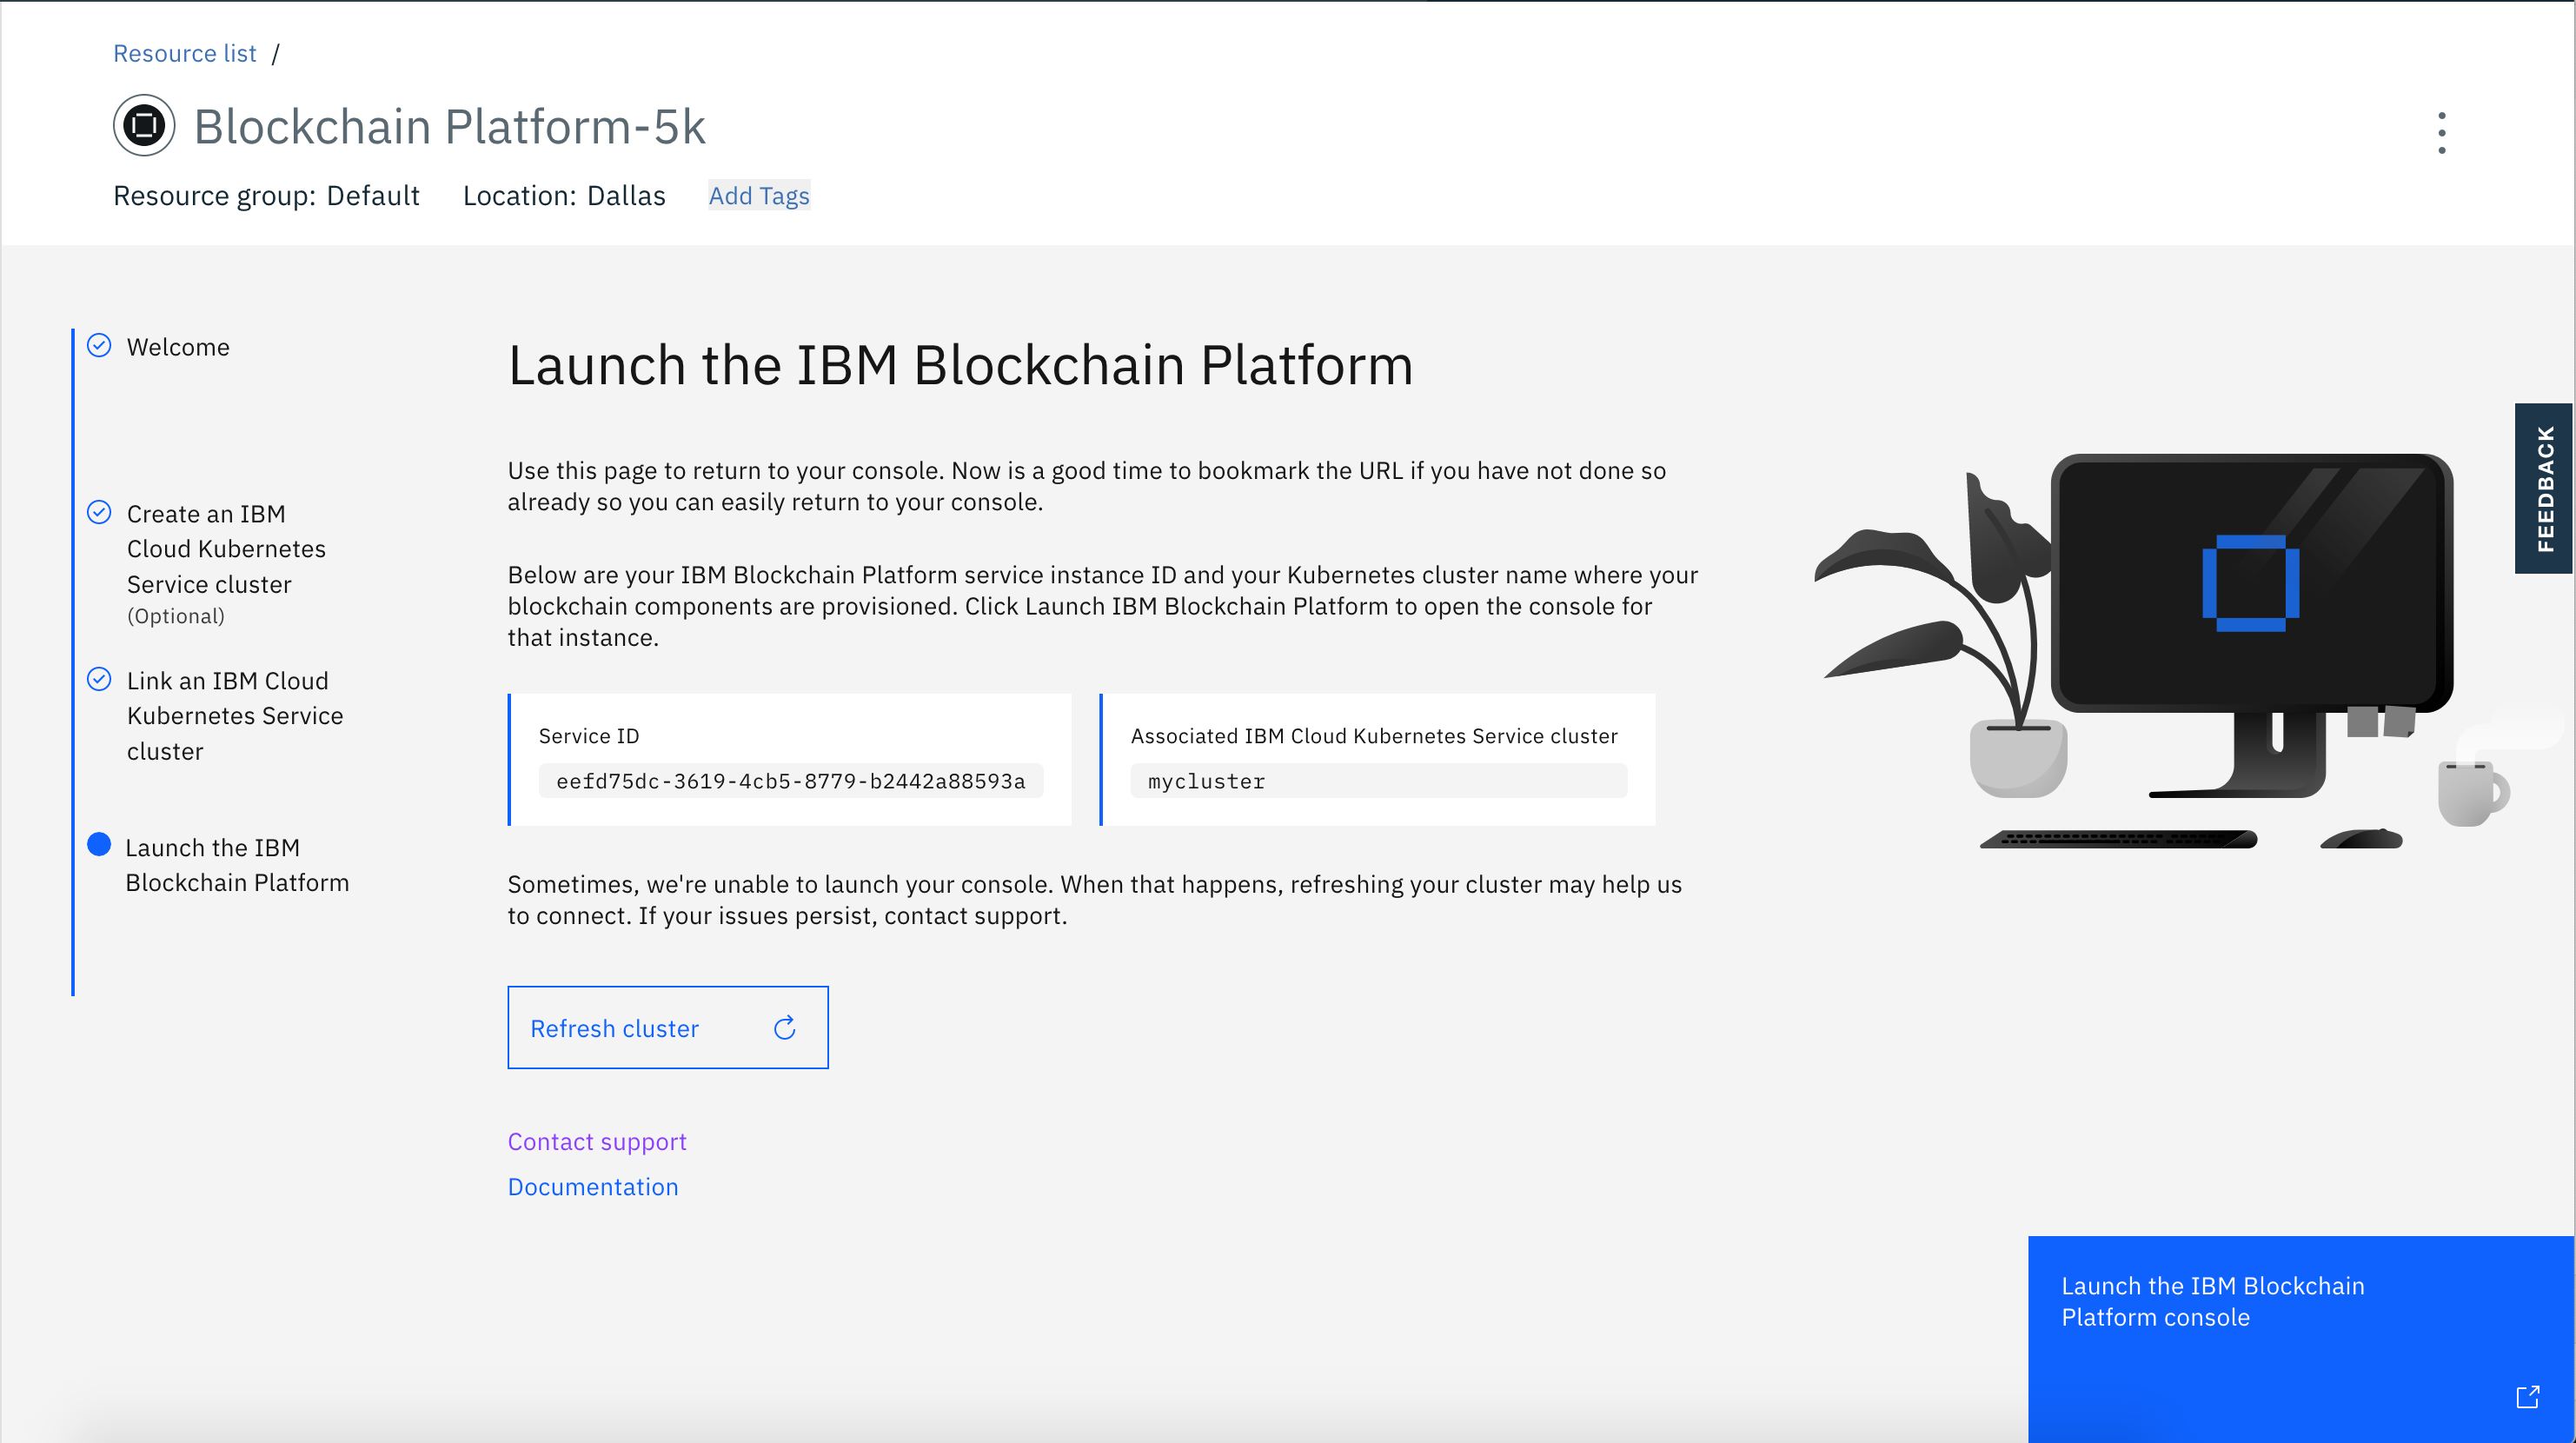 Resource list /
Blockchain Platform-5k
Resource group: Default Location: Dallas Add Tags
Welcome
Create an IBM
Cloud Kubernetes
Service cluster
(Optional)
Link an IBM Cloud
Kubernetes Service
cluster
Launch the IBM
Blockchain Platform
Launch the IBM Blockchain Platform
Use this page to return to your console. Now is a good time to bookmark the URL if you have not done so
already so you can easily return to your console.
Below are your IBM Blockchain Platform service instance ID and your Kubernetes cluster name where your
blockchain components are provisioned. Click Launch IBM Blockchain Platform to open the console for
that instance.
Service ID
eefd75dc-3619-4cb5-8779-b2442a88593a
Associated IBM Cloud Kubernetes Service cluster
mycluster
Sometimes, we're unable to launch your console. When that happens, refreshing your cluster may help us
to connect. If your issues persist, contact support.
Refresh cluster
Contact support
Documentation
FEEDBACK
Launch the IBM Blockchain
Platform console